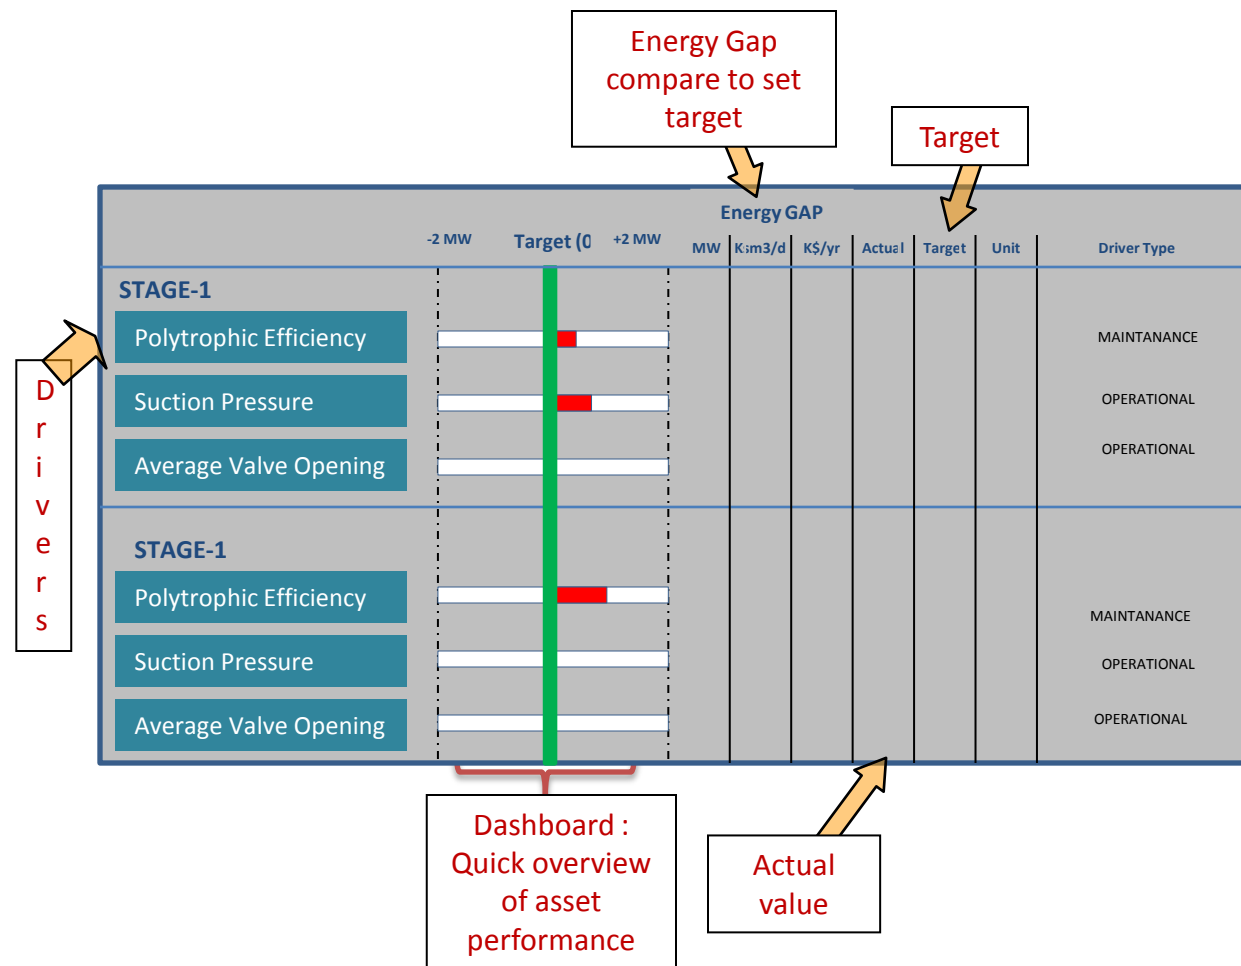 Energy Gap
compare to set
target
Target
Energy GAP
-2 MW
Target (0
+2 MW
MW
Ksm3/d
K$/yr
Actual
Target
Unit
Driver Type
STAGE-1
Polytrophic Efficiency
MAINTANANCE
Suction Pressure
OPERATIONAL
Average Valve Opening
OPERATIONAL
Drivers
STAGE-1
Polytrophic Efficiency
MAINTANANCE
Suction Pressure
OPERATIONAL
Average Valve Opening
OPERATIONAL
Dashboard :
Quick overview
of asset
performance
Actual
value